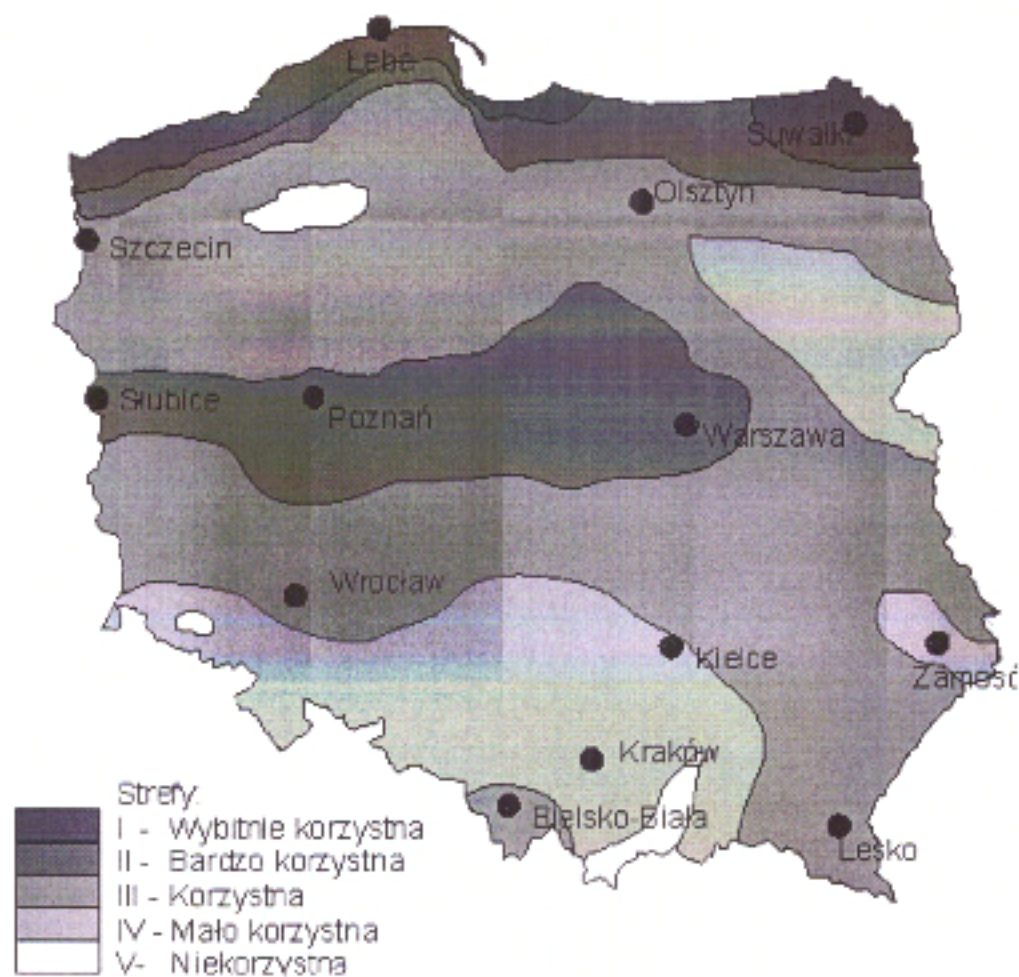 Łeba
Suwałki
Olsztyn
Szczecin
Słubice
Poznań
Warszawa
Wrocław
Kielce
Zamość
Kraków
Bielsko-Biała
Lesko
Strefy:
I - Wybitnie korzystna
II - Bardzo korzystna
III - Korzystna
IV - Mało korzystna
V- Niekorzystna